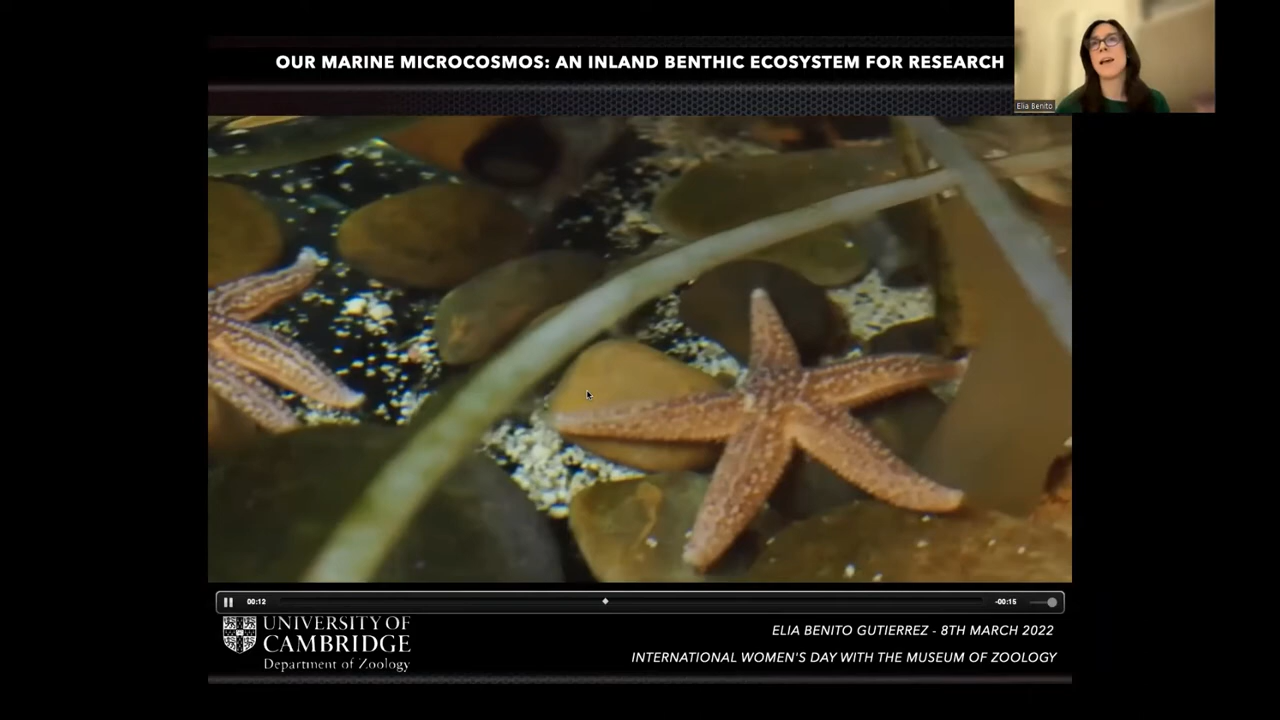 OUR MARINE MICROCOSMOS: AN INLAND BENTHIC ECOSYSTEM FOR RESEARCH
Elia Benito
00:12
-00:15
UNIVERSITY OF
CAMBRIDGE
Department of Zoology
ELIA BENITO GUTIERREZ - 8TH MARCH 2022
INTERNATIONAL WOMEN'S DAY WITH THE MUSEUM OF ZOOLOGY